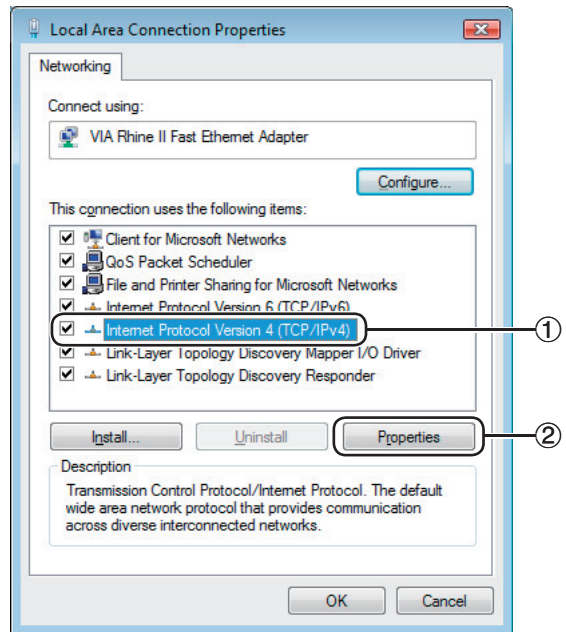 Local Area Connection Properties
Networking
Connect using:
VIA Rhine II Fast Ethernet Adapter
Configure...
This connection uses the following items:
Client for Microsoft Networks
QoS Packet Scheduler
File and Printer Sharing for Microsoft Networks
Internet Protocol Version 6 (TCP/IPv6)
Internet Protocol Version 4 (TCP/IPv4)
①
Link-Layer Topology Discovery Mapper I/O Driver
Link-Layer Topology Discovery Responder
Install...
Uninstall
Properties
②
Description
Transmission Control Protocol/Internet Protocol. The default
wide area network protocol that provides communication
across diverse interconnected networks.
OK
Cancel